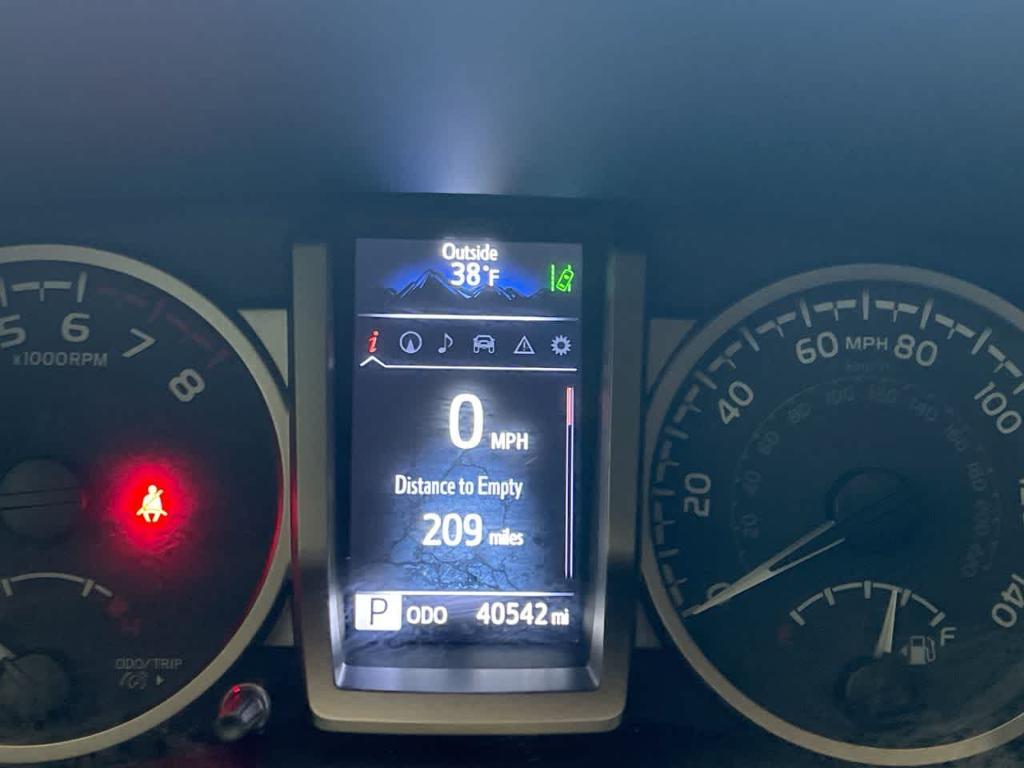 Outside
38°F
i
0 MPH
Distance to Empty
209 miles
P ODO 40542 mi
5 6 7 8
x1000RPM
ODO/TRIP
0 20 40 60 MPH 80 100 140
F